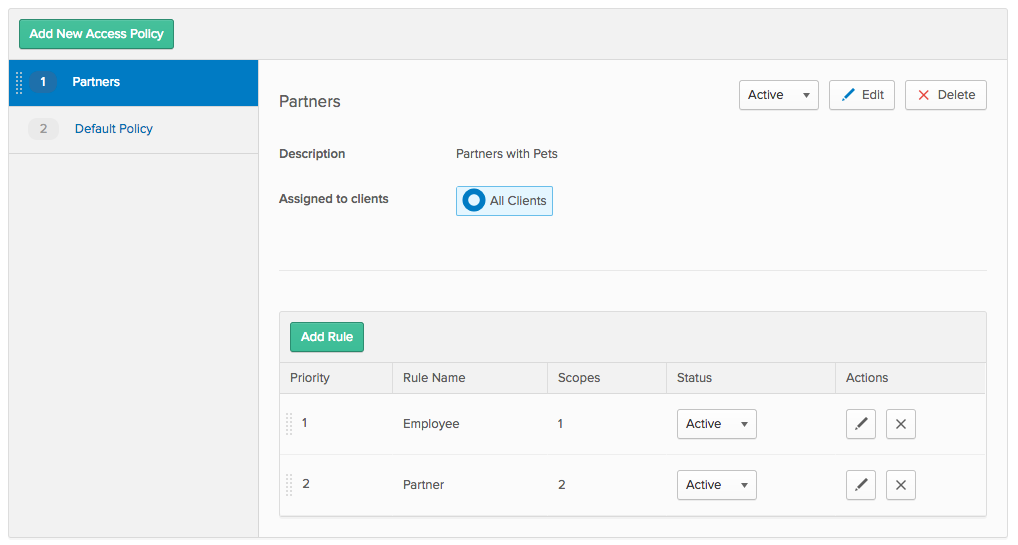 Add New Access Policy
1 Partners
2 Default Policy
Partners
Active Edit Delete
Description Partners with Pets
Assigned to clients All Clients
Add Rule
Priority Rule Name Scopes Status Actions
1 Employee 1 Active
2 Partner 2 Active